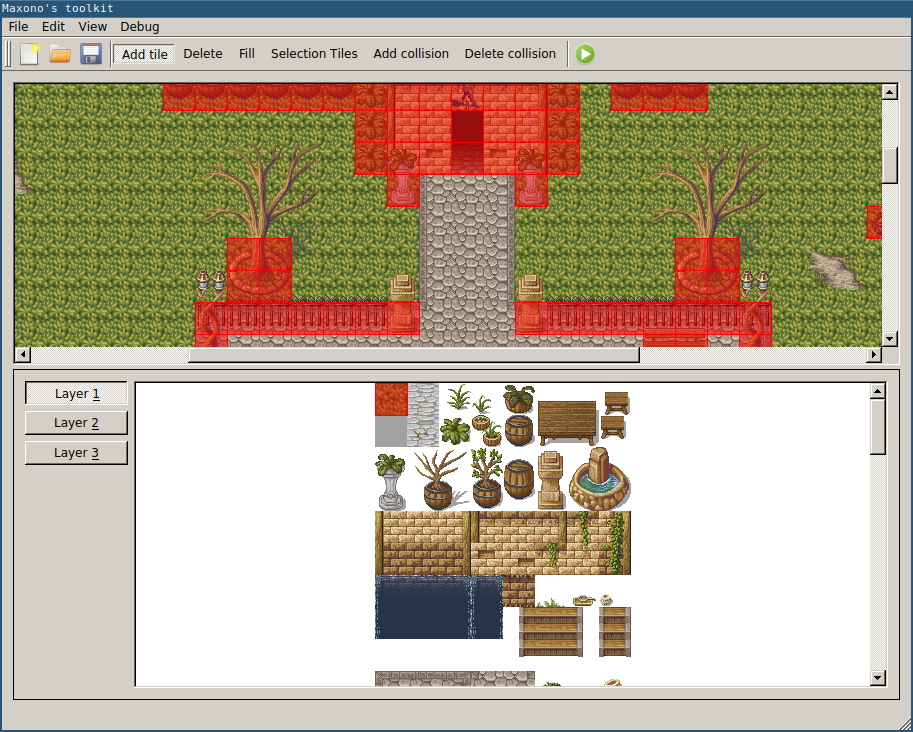 Maxono's toolkit
File Edit View Debug
Add tile Delete Fill Selection Tiles Add collision Delete collision
Layer 1
Layer 2
Layer 3